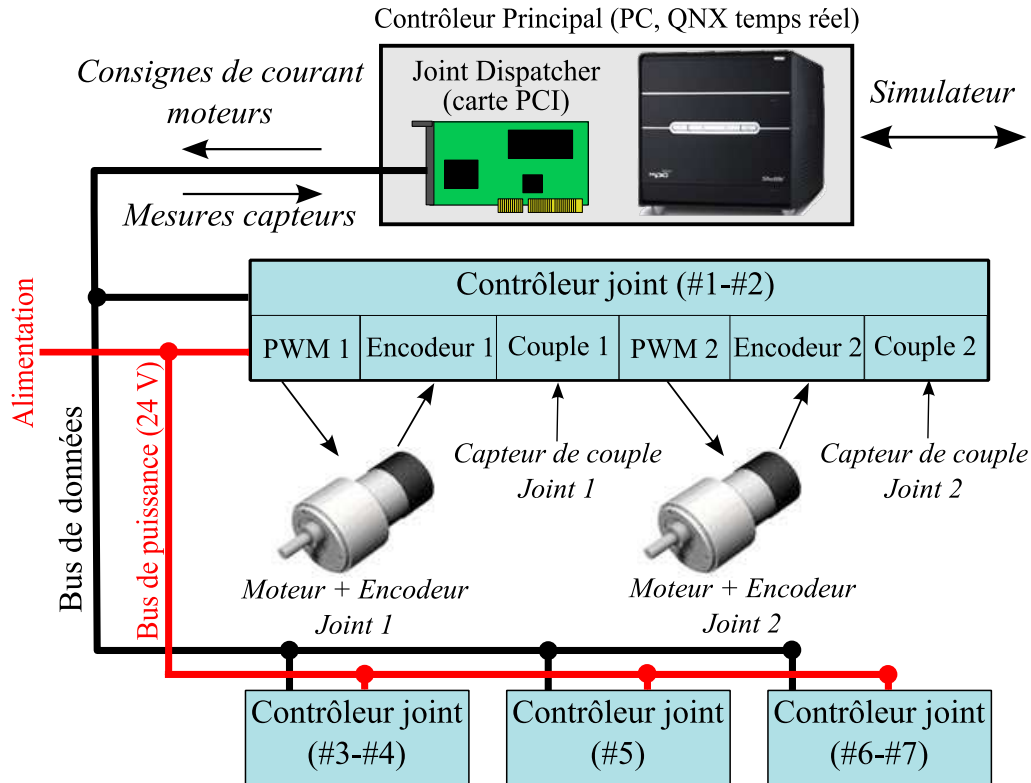 Contrôleur Principal (PC, QNX temps réel)
Consignes de courant
moteurs
Joint Dispatcher
(carte PCI)
Simulateur
Mesures capteurs
Contrôleur joint (#1-#2)
PWM 1
Encodeur 1
Couple 1
PWM 2
Encodeur 2
Couple 2
Alimentation
Bus de données
Bus de puissance (24 V)
Capteur de couple
Joint 1
Capteur de couple
Joint 2
Moteur + Encodeur
Joint 1
Moteur + Encodeur
Joint 2
Contrôleur joint
(#3-#4)
Contrôleur joint
(#5)
Contrôleur joint
(#6-#7)